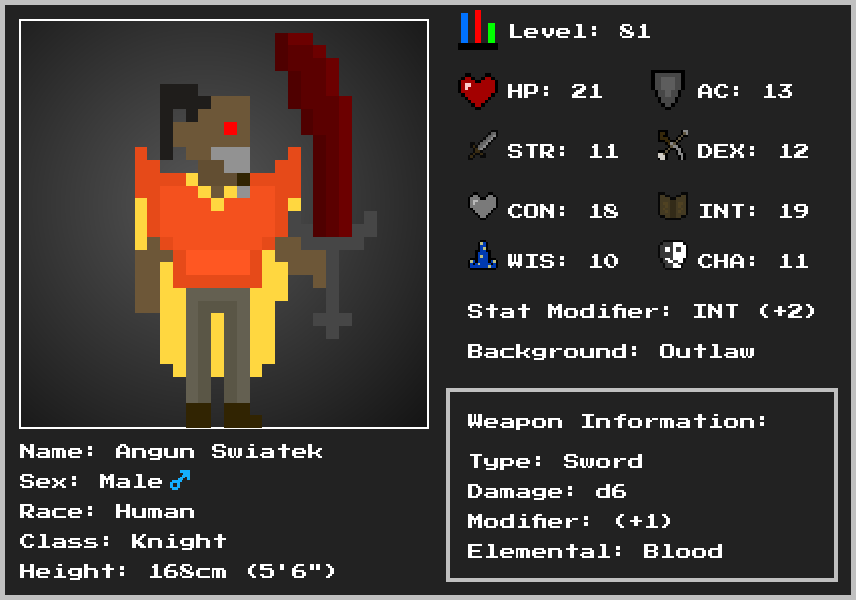 Level: 81
HP: 21
AC: 13
STR: 11
DEX: 12
CON: 18
INT: 19
WIS: 10
CHA: 11
Stat Modifier: INT (+2)
Background: Outlaw
Weapon Information:
Type: Sword
Damage: d6
Modifier: (+1)
Elemental: Blood
Name: Angun Swiatek
Sex: Male ♂
Race: Human
Class: Knight
Height: 168cm (5'6")